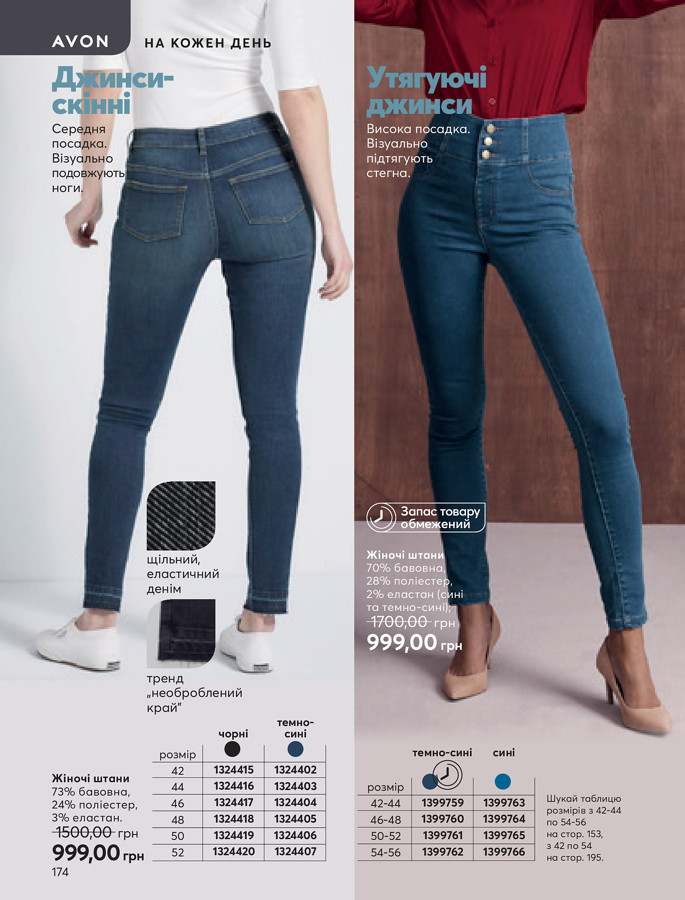 AVON
НА КОЖЕН ДЕНЬ
Джинси-
скінні
Середня
посадка.
Візуально
подовжують
ноги.
щільний,
еластичний
денім
тренд
„необроблений
край"
Жіночі штани
73% бавовна,
24% поліестер,
3% еластан.
1500,00 грн
999,00 грн
розмір чорні темно-
сині
42 1324415 1324402
44 1324416 1324403
46 1324417 1324404
48 1324418 1324405
50 1324419 1324406
52 1324420 1324407
174
Утягуючі
джинси
Висока посадка.
Візуально
підтягують
стегна.
Запас товару
обмежений
Жіночі штани
70% бавовна,
28% поліестер,
2% еластан (сині
та темно-сині);
1700,00 грн
999,00 грн
розмір темно-сині сині
42-44 1399759 1399763
46-48 1399760 1399764
50-52 1399761 1399765
54-56 1399762 1399766
Шукай таблицю
розмірів з 42-44
по 54-56
на стор. 153,
з 42 по 54
на стор. 195.